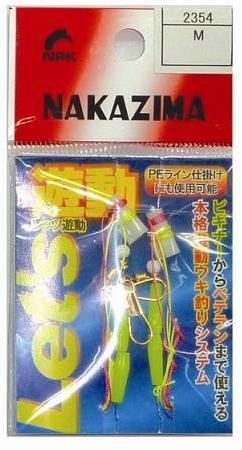 NPK
2354
M
NAKAZIMA
遊動
レッツ遊動
Let's
PEライン仕掛け
にも使用可能
ビギナーからベテランまで使える
本格遊動ウキ釣りシステム